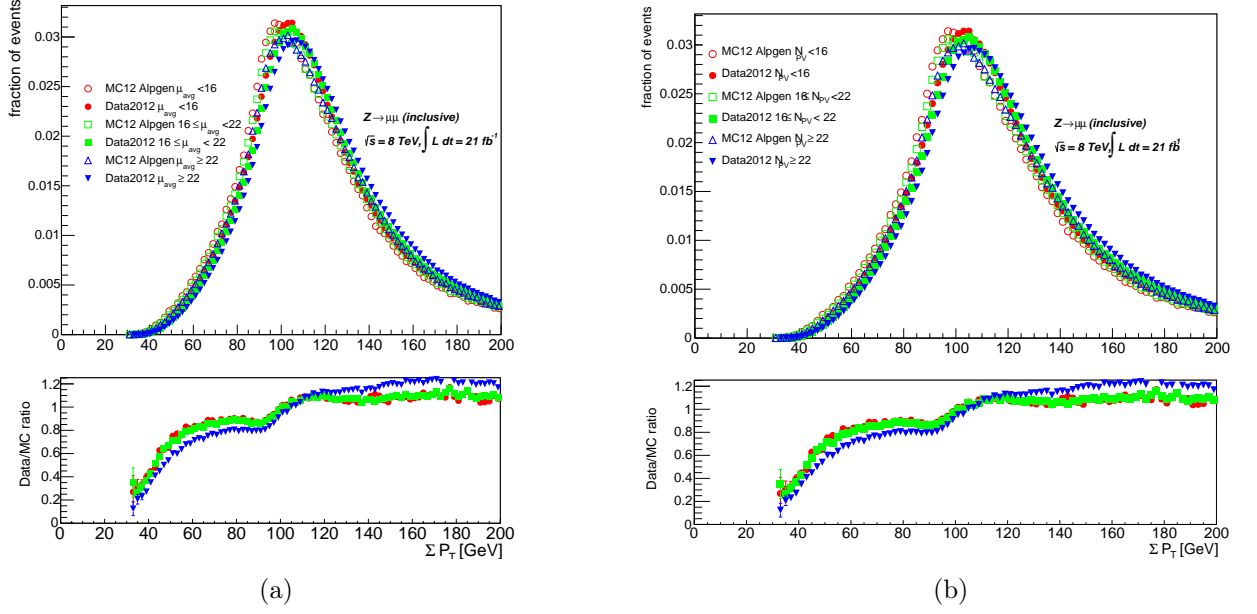 fraction of events
0.03
0.025
0.02
0.015
0.01
0.005
0
MC12 Alpgen μavg <16
Data2012 μavg <16
MC12 Alpgen 16 ≤ μavg <22
Data2012 16 ≤ μavg < 22
MC12 Alpgen μavg ≥ 22
Data2012 μavg ≥ 22
Z→μμ (inclusive)
√s = 8 TeV, ∫ L dt = 21 fb⁻¹
0 20 40 60 80 100 120 140 160 180 200
Data/MC ratio
1.2
1
0.8
0.6
0.4
0.2
0
0 20 40 60 80 100 120 140 160 180 200
Σ PT [GeV]
(a)
fraction of events
0.03
0.025
0.02
0.015
0.01
0.005
0
MC12 Alpgen NPV <16
Data2012 NPV <16
MC12 Alpgen 16 ≤ NPV <22
Data2012 16 ≤ NPV < 22
MC12 Alpgen NPV ≥ 22
Data2012 NPV ≥ 22
Z→μμ (inclusive)
√s = 8 TeV, ∫ L dt = 21 fb⁻¹
0 20 40 60 80 100 120 140 160 180 200
Data/MC ratio
1.2
1
0.8
0.6
0.4
0.2
0
0 20 40 60 80 100 120 140 160 180 200
Σ PT [GeV]
(b)